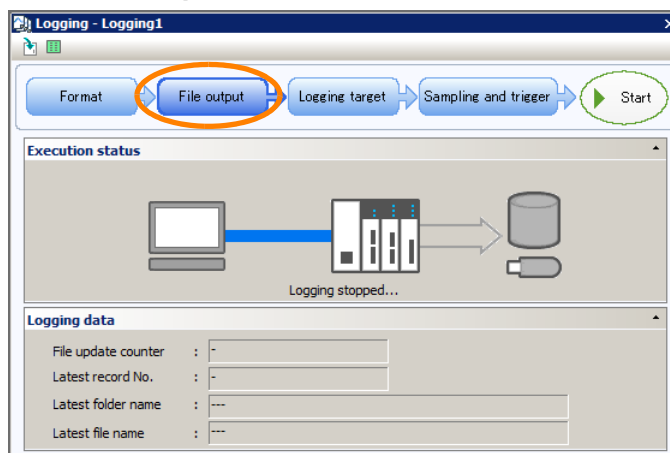 Logging - Logging1
Format
File output
Logging target
Sampling and trigger
Start
Execution status
Logging stopped...
Logging data
File update counter : -
Latest record No. : -
Latest folder name : ---
Latest file name : ---